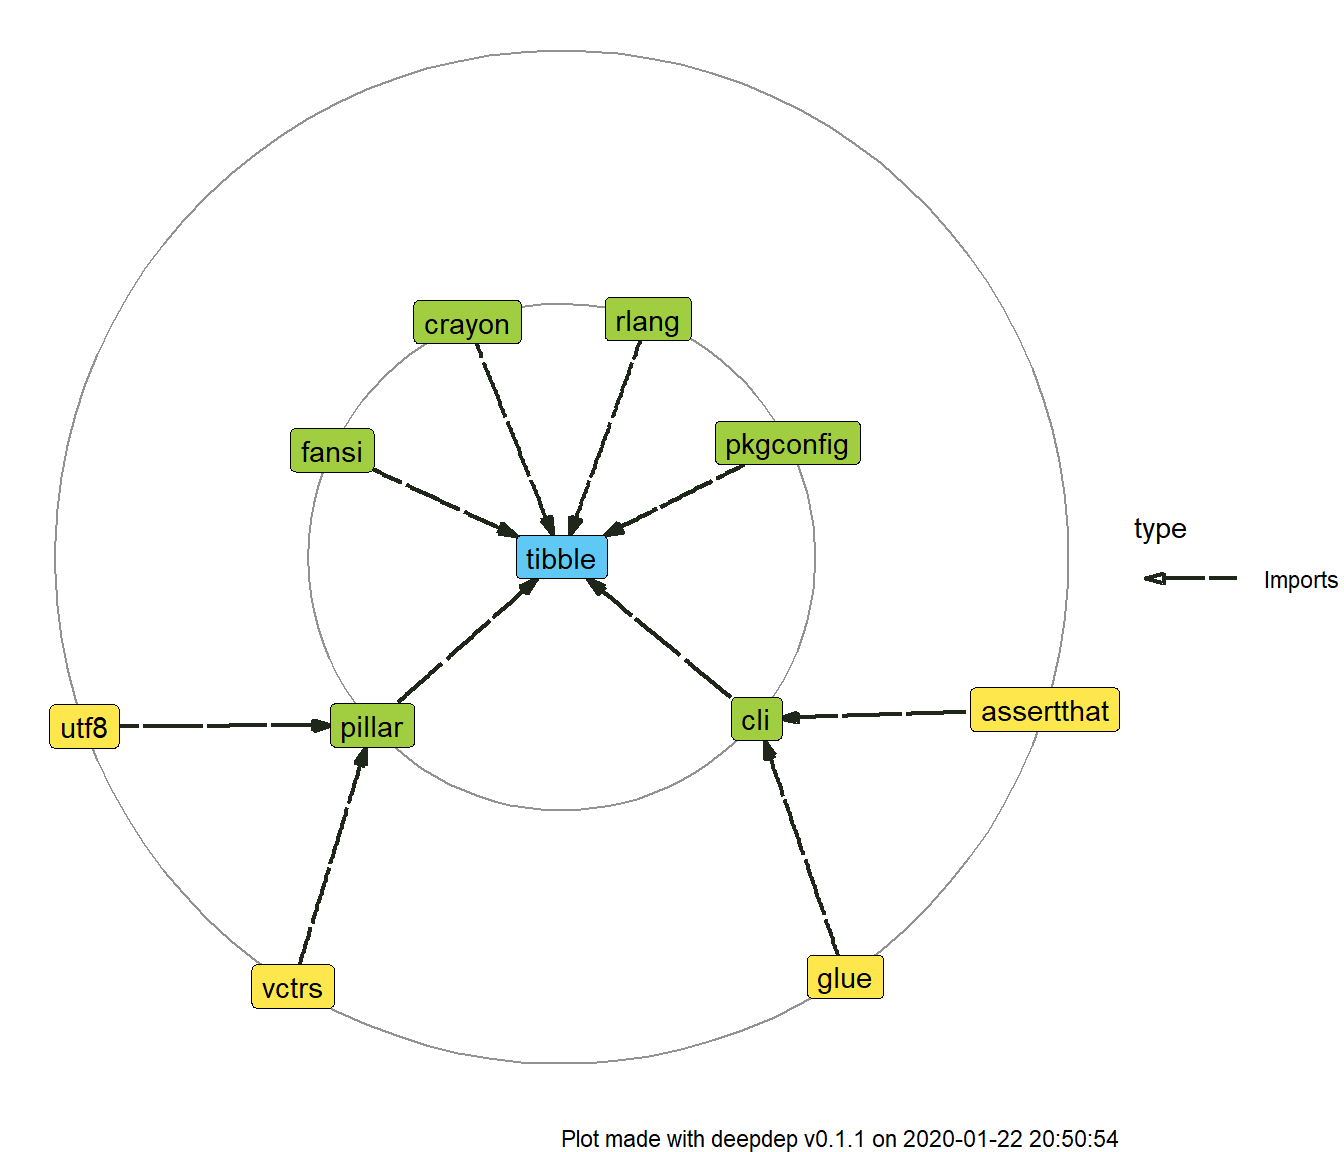 crayon
rlang
fansi
pkgconfig
type
tibble
Imports
utf8
pillar
cli
assertthat
vctrs
glue
Plot made with deepdep v0.1.1 on 2020-01-22 20:50:54